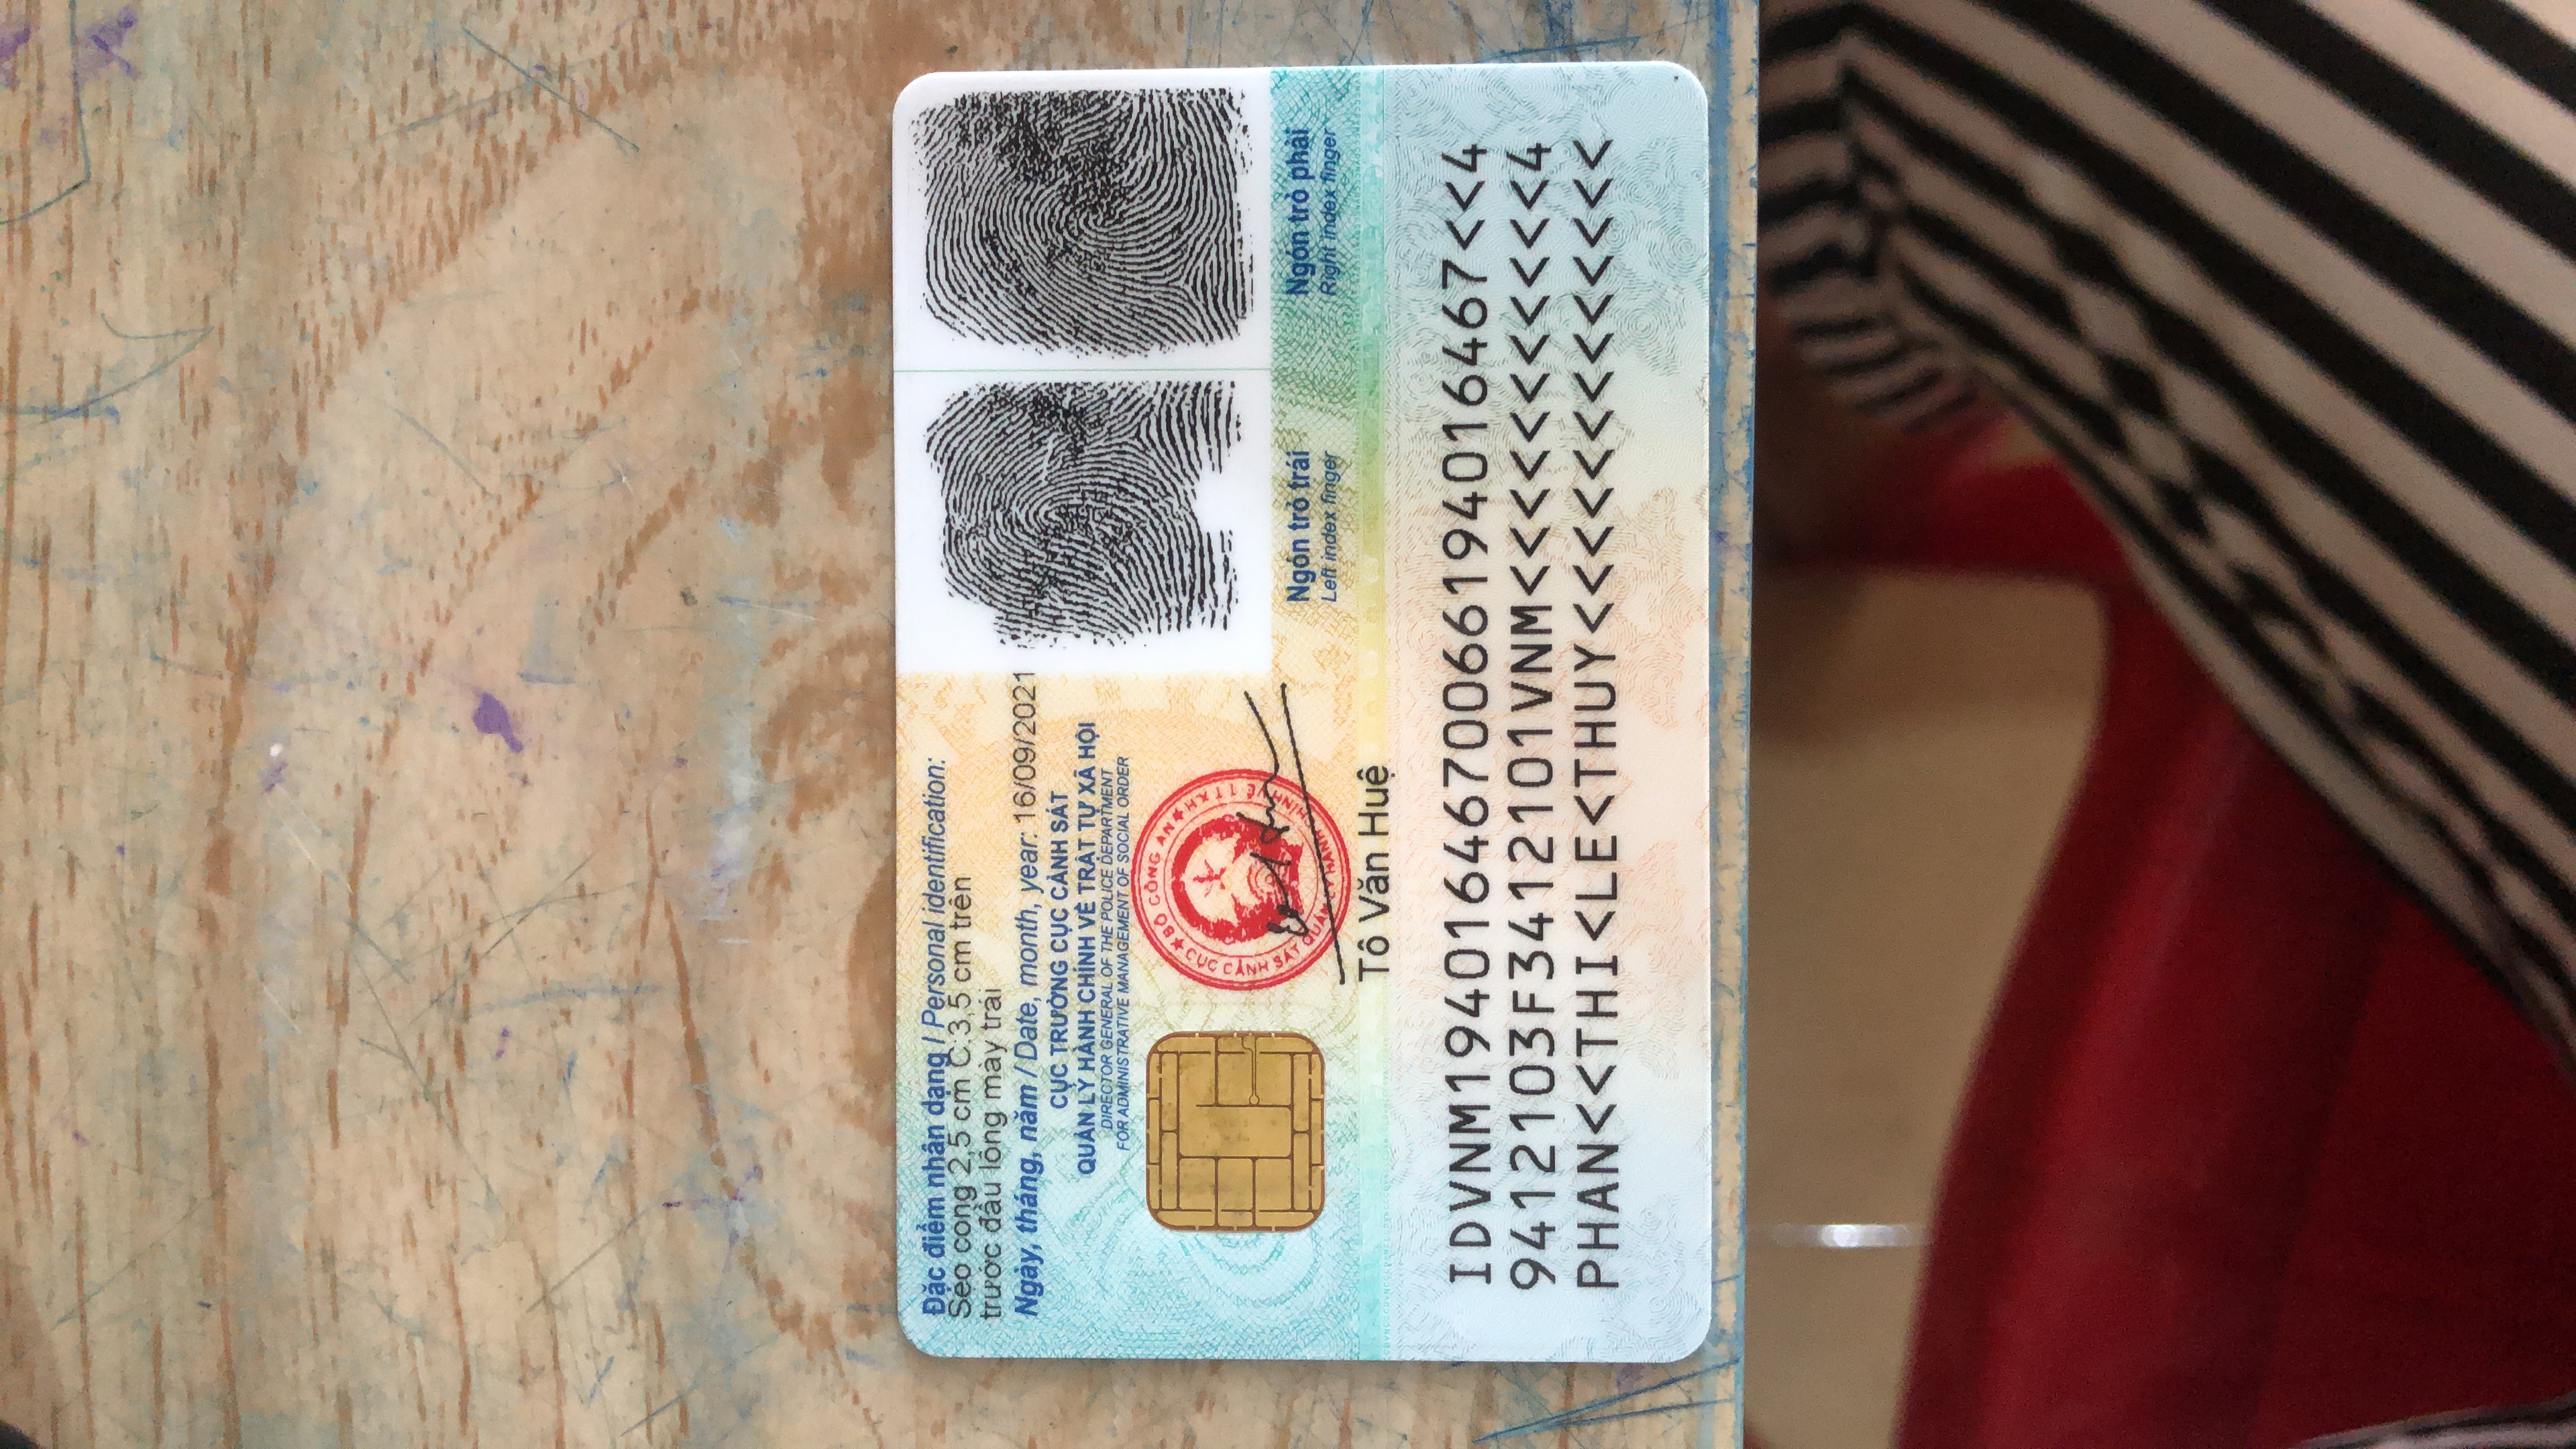 Đặc điểm nhân dạng / Personal identification:
Sẹo cong 2,5 cm C.3,5 cm trên
trước đầu lông mày trái
Ngày, tháng, năm / Date, month, year: 16/09/2021
CỤC TRƯỞNG CỤC CẢNH SÁT
QUẢN LÝ HÀNH CHÍNH VỀ TRẬT TỰ XÃ HỘI
DIRECTOR GENERAL OF THE POLICE DEPARTMENT
FOR ADMINISTRATIVE MANAGEMENT OF SOCIAL ORDER
BỘ CÔNG AN
CỤC CẢNH SÁT QUẢN LÝ HÀNH CHÍNH VỀ TTXH
Tô Văn Huệ
Ngón trỏ trái
Left index finger
Ngón trỏ phải
Right index finger
IDVNM1940164670066194016467<<4
9412103F3412101VNM<<<<<<<<<<<4
PHAN<<THI<LE<THUY<<<<<<<<<<<<<